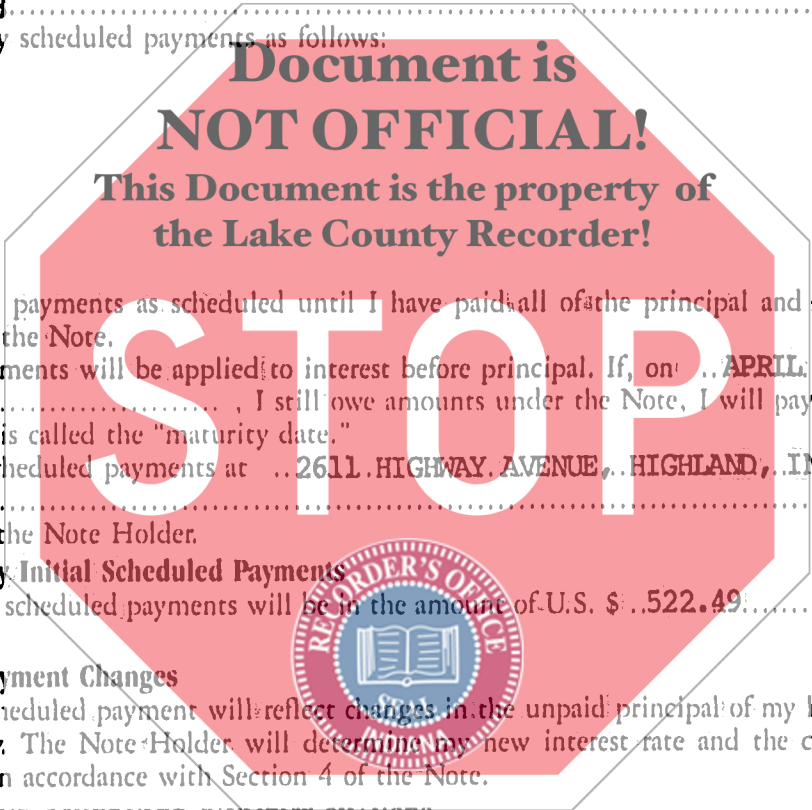 y scheduled payments as follows:
Document is
NOT OFFICIAL!
This Document is the property of
the Lake County Recorder!
payments as scheduled until I have paid all of the principal and
the Note.
ments will be applied to interest before principal. If, on ..APRIL
...................... , I still owe amounts under the Note, I will pay
is called the "maturity date."
STOP
heduled payments at ..2611.HIGHWAY.AVENUE,..HIGHLAND,..IN
the Note Holder.
y Initial Scheduled Payments
scheduled payments will be in the amount of U.S. $ ..522.49......
RECORDER'S OFFICE
SEAL
INDIANA
yment Changes
heduled payment will reflect changes in the unpaid principal of my
. The Note Holder will determine my new interest rate and the c
n accordance with Section 4 of the Note.